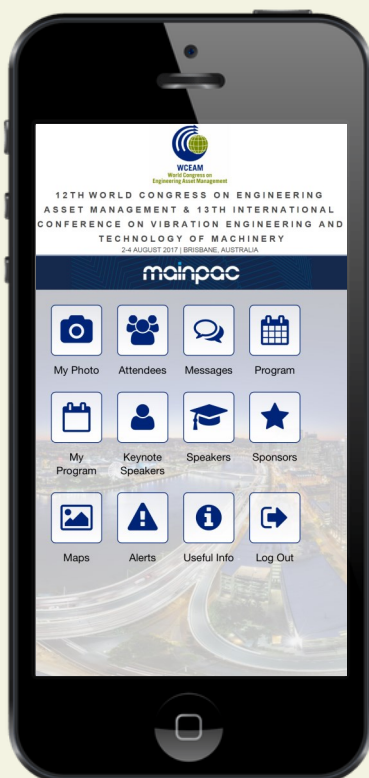 WCEAM
World Congress on
Engineering Asset Management
12TH WORLD CONGRESS ON ENGINEERING
ASSET MANAGEMENT & 13TH INTERNATIONAL
CONFERENCE ON VIBRATION ENGINEERING AND
TECHNOLOGY OF MACHINERY
2-4 AUGUST 2017 | BRISBANE, AUSTRALIA
mainpac
My Photo Attendees Messages Program
My Keynote Speakers Sponsors
Program Speakers
Maps Alerts Useful Info Log Out